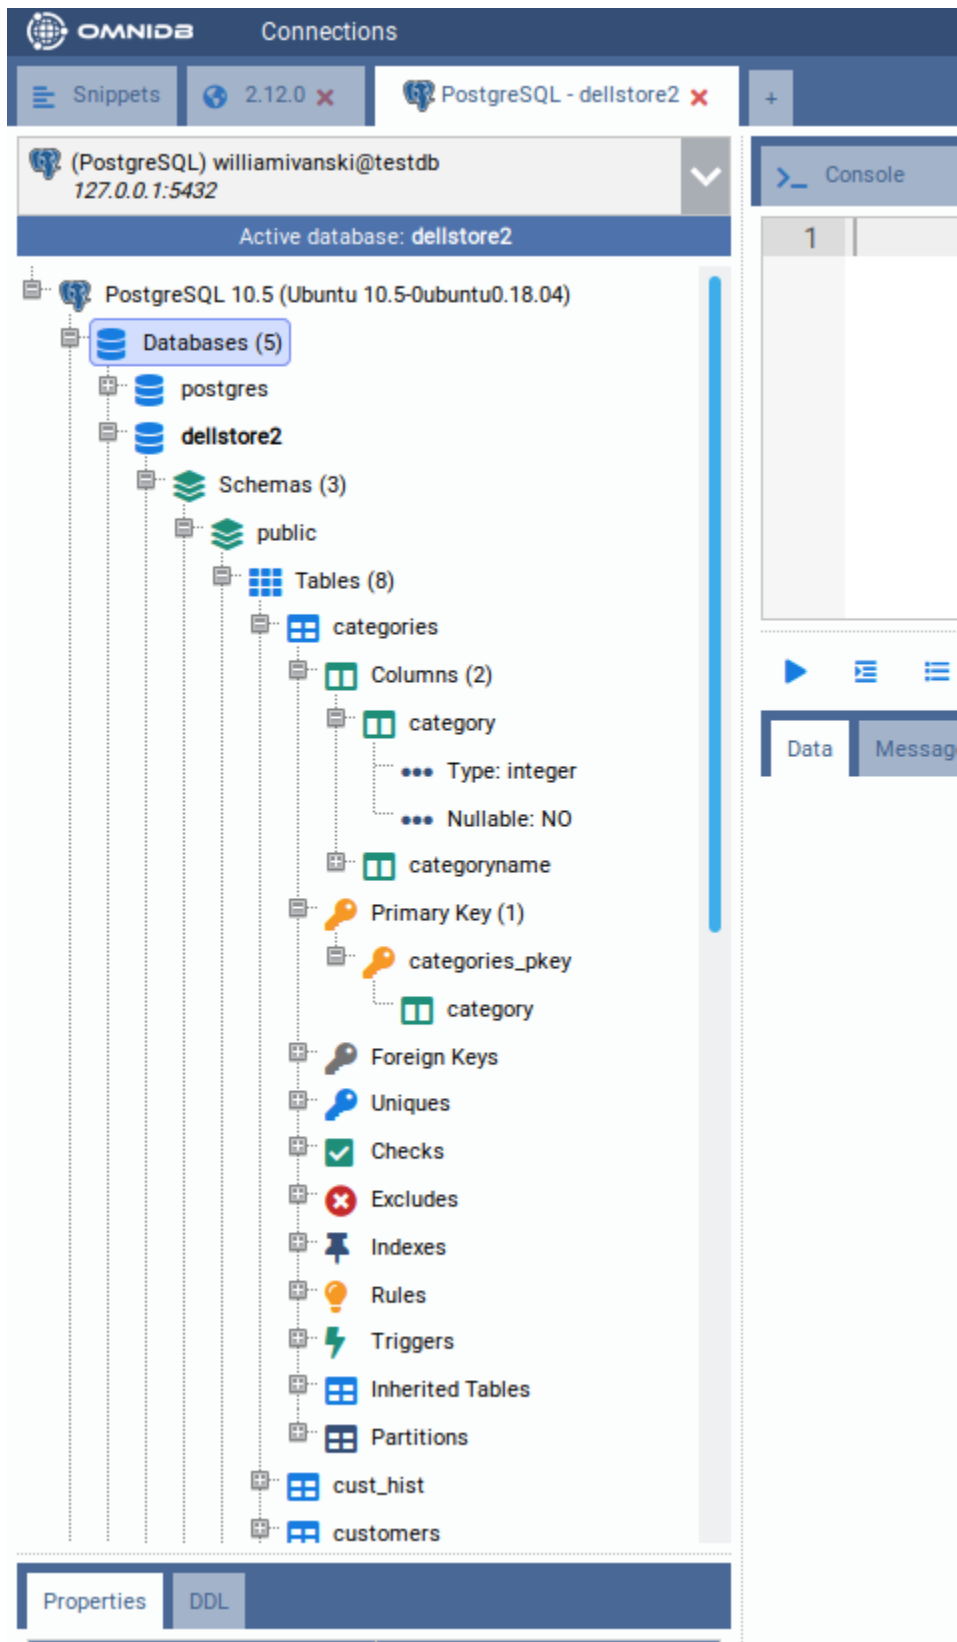 OMNIDB Connections
Snippets 2.12.0 PostgreSQL - dellstore2 +
(PostgreSQL) williamivanski@testdb
127.0.0.1:5432
Active database: dellstore2
PostgreSQL 10.5 (Ubuntu 10.5-0ubuntu0.18.04)
Databases (5)
postgres
dellstore2
Schemas (3)
public
Tables (8)
categories
Columns (2)
category
Type: integer
Nullable: NO
categoryname
Primary Key (1)
categories_pkey
category
Foreign Keys
Uniques
Checks
Excludes
Indexes
Rules
Triggers
Inherited Tables
Partitions
cust_hist
customers
Properties DDL
>_ Console
1
Data Messag